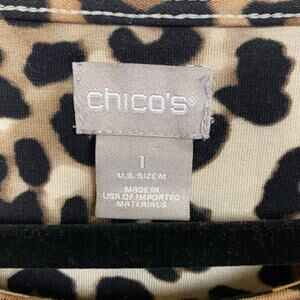 chico's®
1
U.S. SIZE M
MADE IN
USA OF IMPORTED
MATERIALS